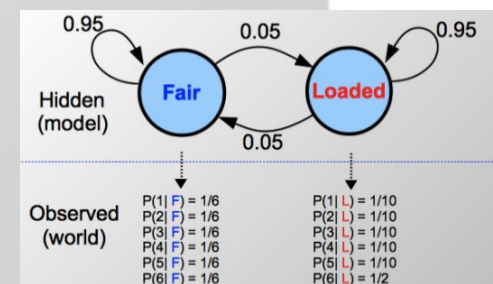 0.95
0.05
0.95
Fair
Loaded
Hidden
(model)
0.05
Observed
(world)
P(1| F) = 1/6
P(2| F) = 1/6
P(3| F) = 1/6
P(4| F) = 1/6
P(5| F) = 1/6
P(6| F) = 1/6
P(1| L) = 1/10
P(2| L) = 1/10
P(3| L) = 1/10
P(4| L) = 1/10
P(5| L) = 1/10
P(6| L) = 1/2